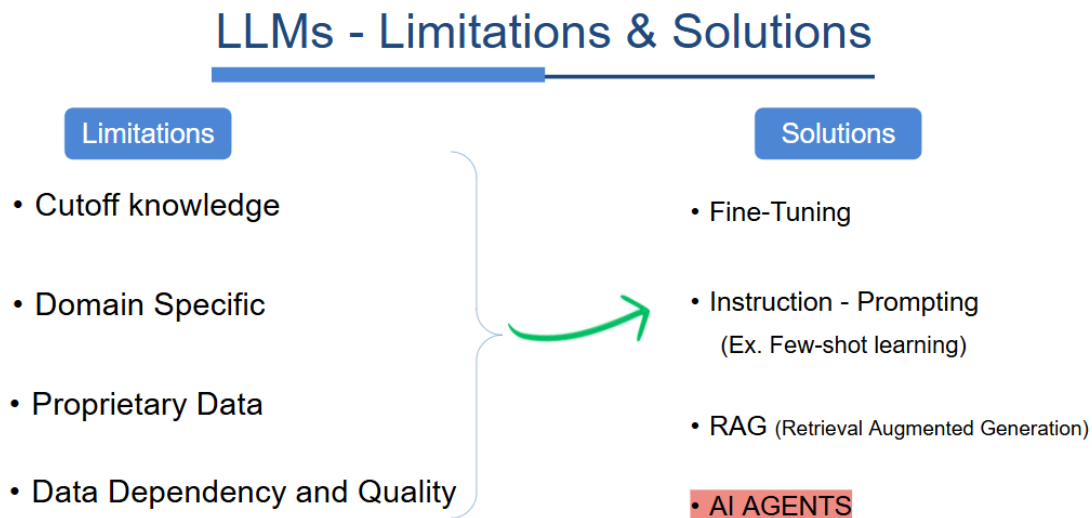 LLMs - Limitations & Solutions
Limitations
• Cutoff knowledge
• Domain Specific
• Proprietary Data
• Data Dependency and Quality
Solutions
• Fine-Tuning
• Instruction - Prompting
(Ex. Few-shot learning)
• RAG (Retrieval Augmented Generation)
• AI AGENTS